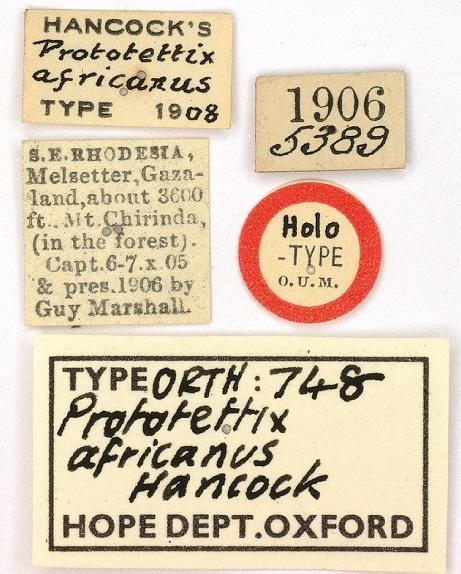 HANCOCK'S
Prototettix
africanus
TYPE 1908
1906
5389
S.E.RHODESIA,
Melsetter, Gaza-
land, about 3600
ft., Mt. Chirinda,
(in the forest).
Capt. 6-7.x.05
& pres. 1906 by
Guy Marshall.
Holo
-TYPE
O.U.M.
TYPE ORTH: 748
Prototettix
africanus
Hancock
HOPE DEPT. OXFORD